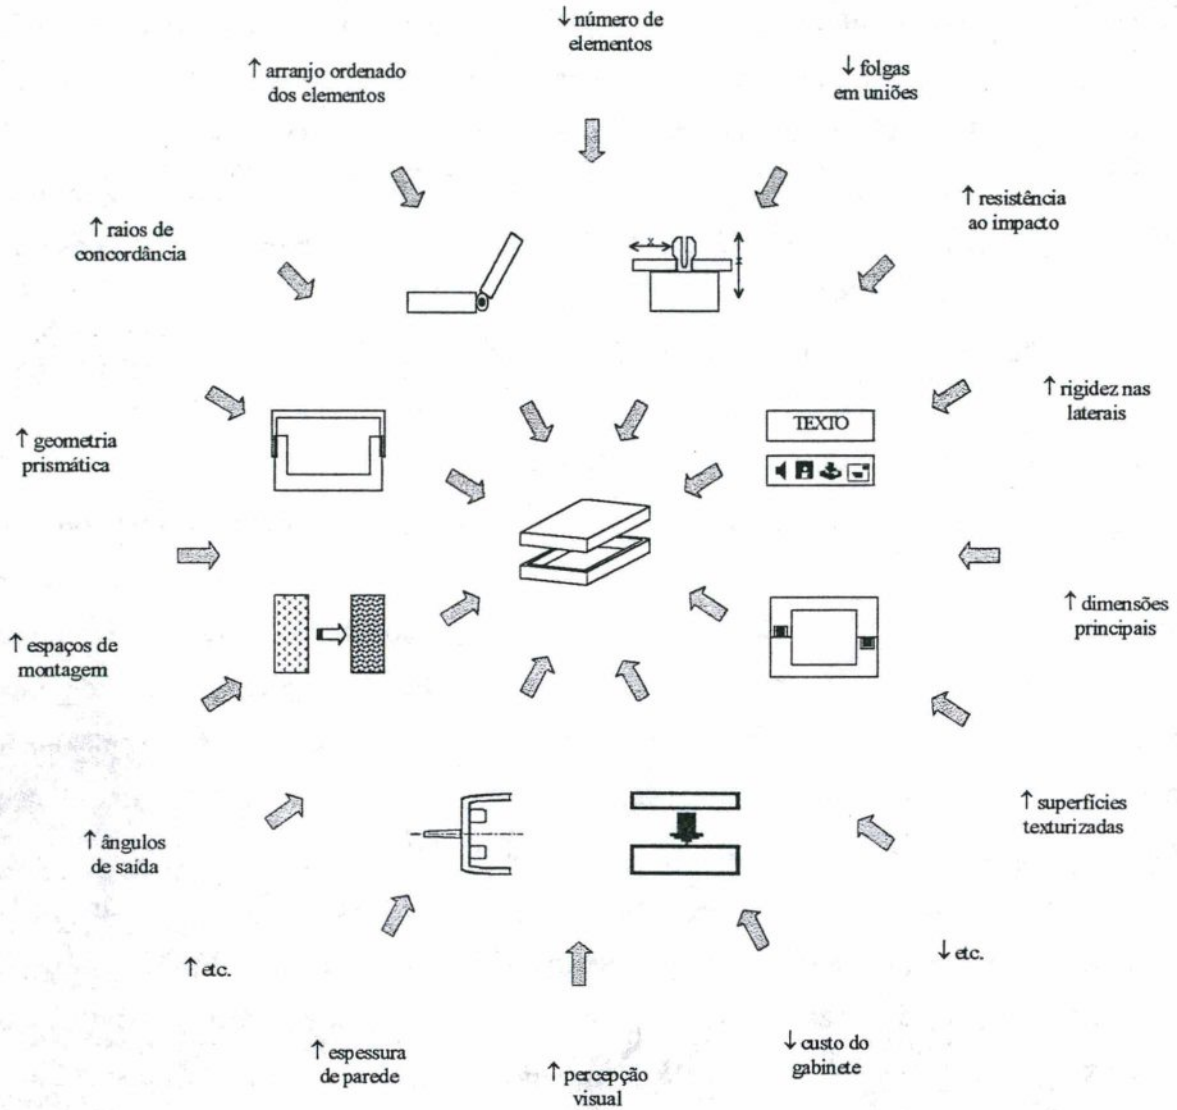 ↓ número de
elementos
↑ arranjo ordenado
dos elementos
↓ folgas
em uniões
↑ raios de
concordância
↑ resistência
ao impacto
x
z
↑ geometria
prismática
↑ rigidez nas
laterais
TEXTO
↑ espaços de
montagem
↑ dimensões
principais
↑ ângulos
de saída
↑ superfícies
texturizadas
↑ etc.
↓ etc.
↑ espessura
de parede
↑ percepção
visual
↓ custo do
gabinete